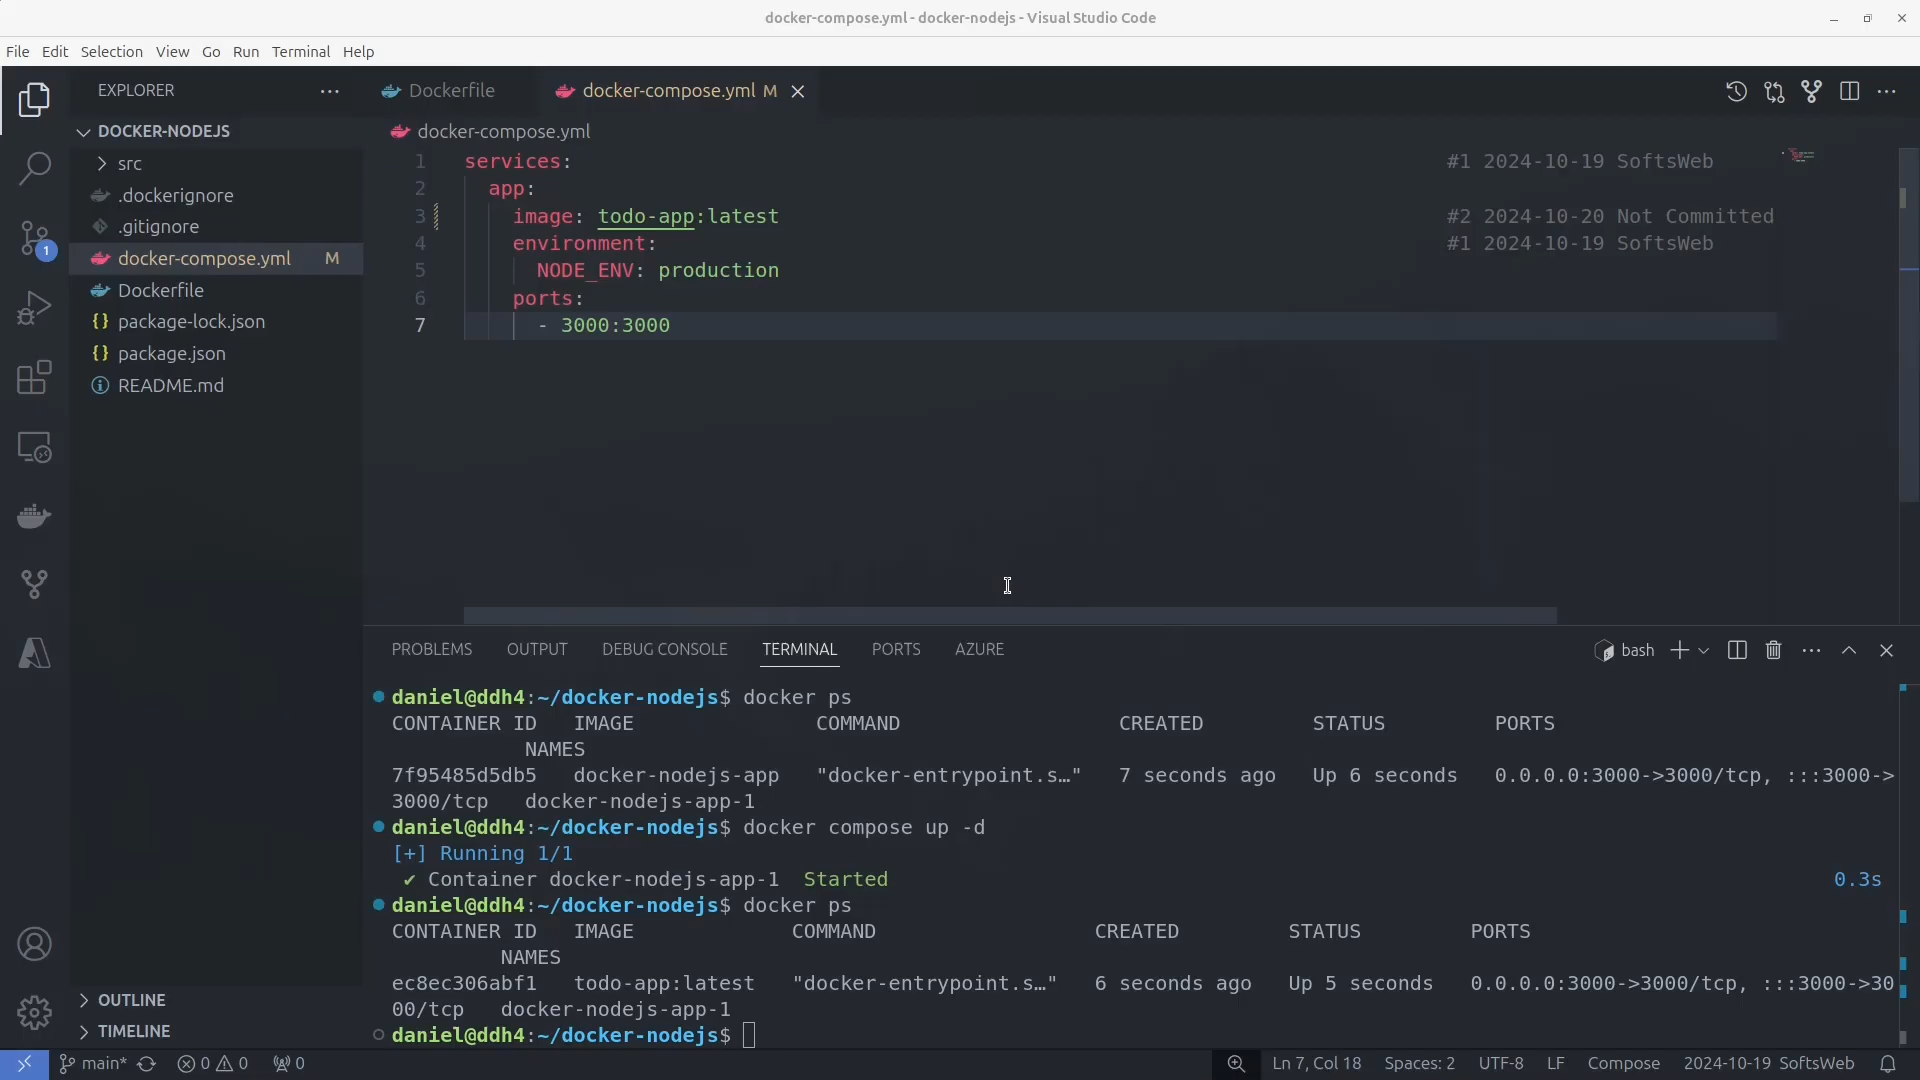 docker-compose.yml - docker-nodejs - Visual Studio Code
File Edit Selection View Go Run Terminal Help
EXPLORER
DOCKER-NODEJS
src
.dockerignore
.gitignore
docker-compose.yml M
Dockerfile
{} package-lock.json
{} package.json
README.md
OUTLINE
TIMELINE
1
Dockerfile docker-compose.yml M
docker-compose.yml
1 services: #1 2024-10-19 SoftsWeb
2 app:
3 image: todo-app:latest #2 2024-10-20 Not Committed
4 environment: #1 2024-10-19 SoftsWeb
5 NODE_ENV: production
6 ports:
7 - 3000:3000
PROBLEMS OUTPUT DEBUG CONSOLE TERMINAL PORTS AZURE bash
daniel@ddh4:~/docker-nodejs$ docker ps
CONTAINER ID IMAGE COMMAND CREATED STATUS PORTS
NAMES
7f95485d5db5 docker-nodejs-app "docker-entrypoint.s…" 7 seconds ago Up 6 seconds 0.0.0.0:3000->3000/tcp, :::3000->
3000/tcp docker-nodejs-app-1
daniel@ddh4:~/docker-nodejs$ docker compose up -d
[+] Running 1/1
✔ Container docker-nodejs-app-1 Started 0.3s
daniel@ddh4:~/docker-nodejs$ docker ps
CONTAINER ID IMAGE COMMAND CREATED STATUS PORTS
NAMES
ec8ec306abf1 todo-app:latest "docker-entrypoint.s…" 6 seconds ago Up 5 seconds 0.0.0.0:3000->3000/tcp, :::3000->30
00/tcp docker-nodejs-app-1
daniel@ddh4:~/docker-nodejs$
main* 0 0 0 Ln 7, Col 18 Spaces: 2 UTF-8 LF Compose 2024-10-19 SoftsWeb